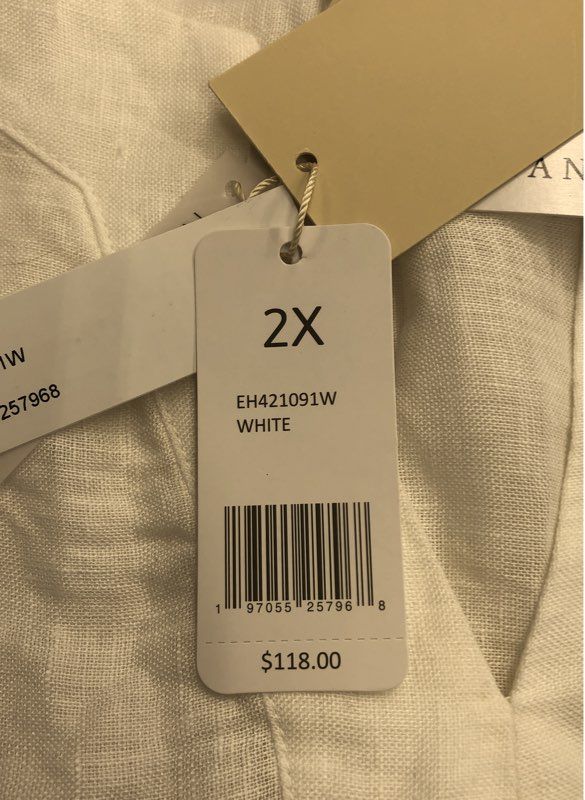 AN
1W
257968
2X
EH421091W
WHITE
1 97055 25796 8
$118.00